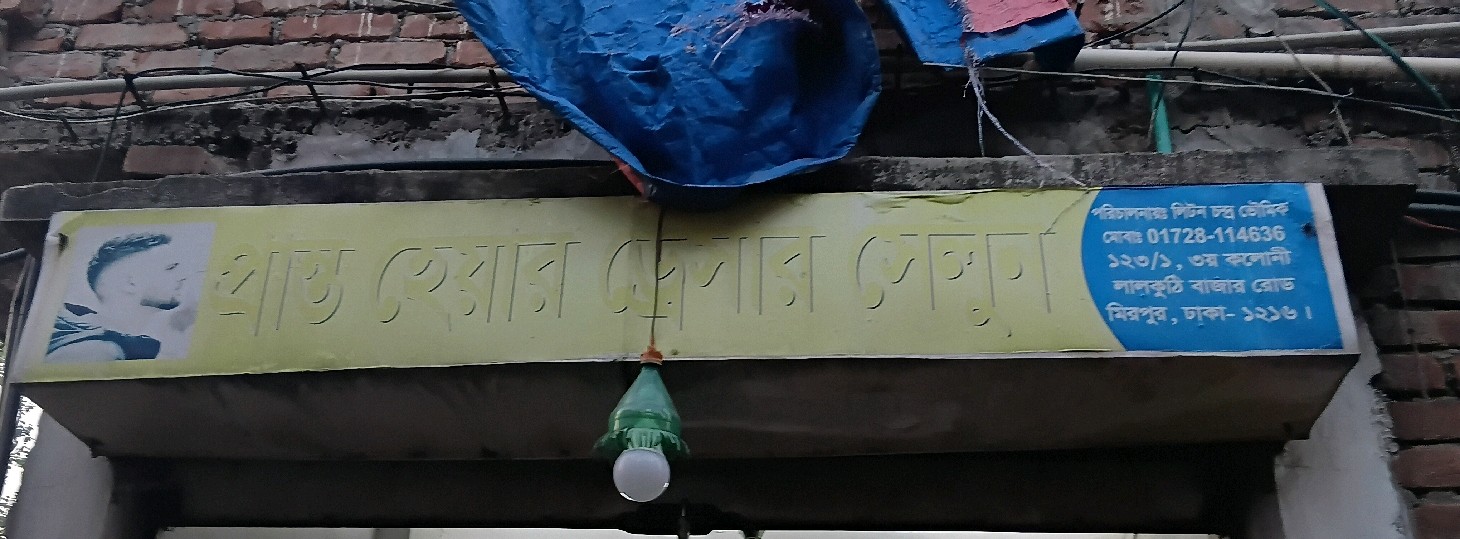 প্রান্ত হেয়ার ড্রেসার সেলুন
পরিচালনায়ঃ লিটন চন্দ্র ভৌমিক
মোবাঃ 01728-114636
১২৩/১, ৩য় কলোনী
লালকুঠি বাজার রোড
মিরপুর, ঢাকা- ১২১৬।